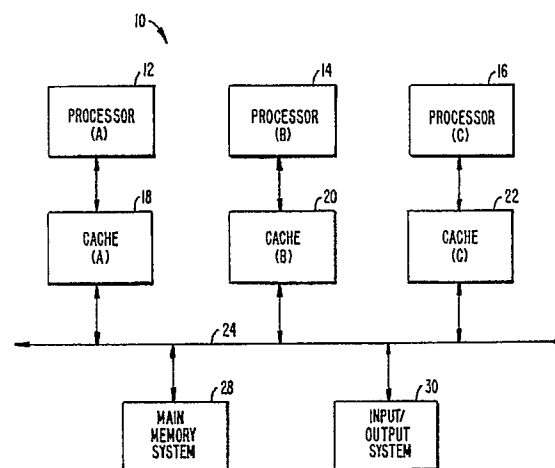 10
12
14
16
PROCESSOR
(A)
PROCESSOR
(B)
PROCESSOR
(C)
18
20
22
CACHE
(A)
CACHE
(B)
CACHE
(C)
24
28
30
MAIN
MEMORY
SYSTEM
INPUT/
OUTPUT
SYSTEM